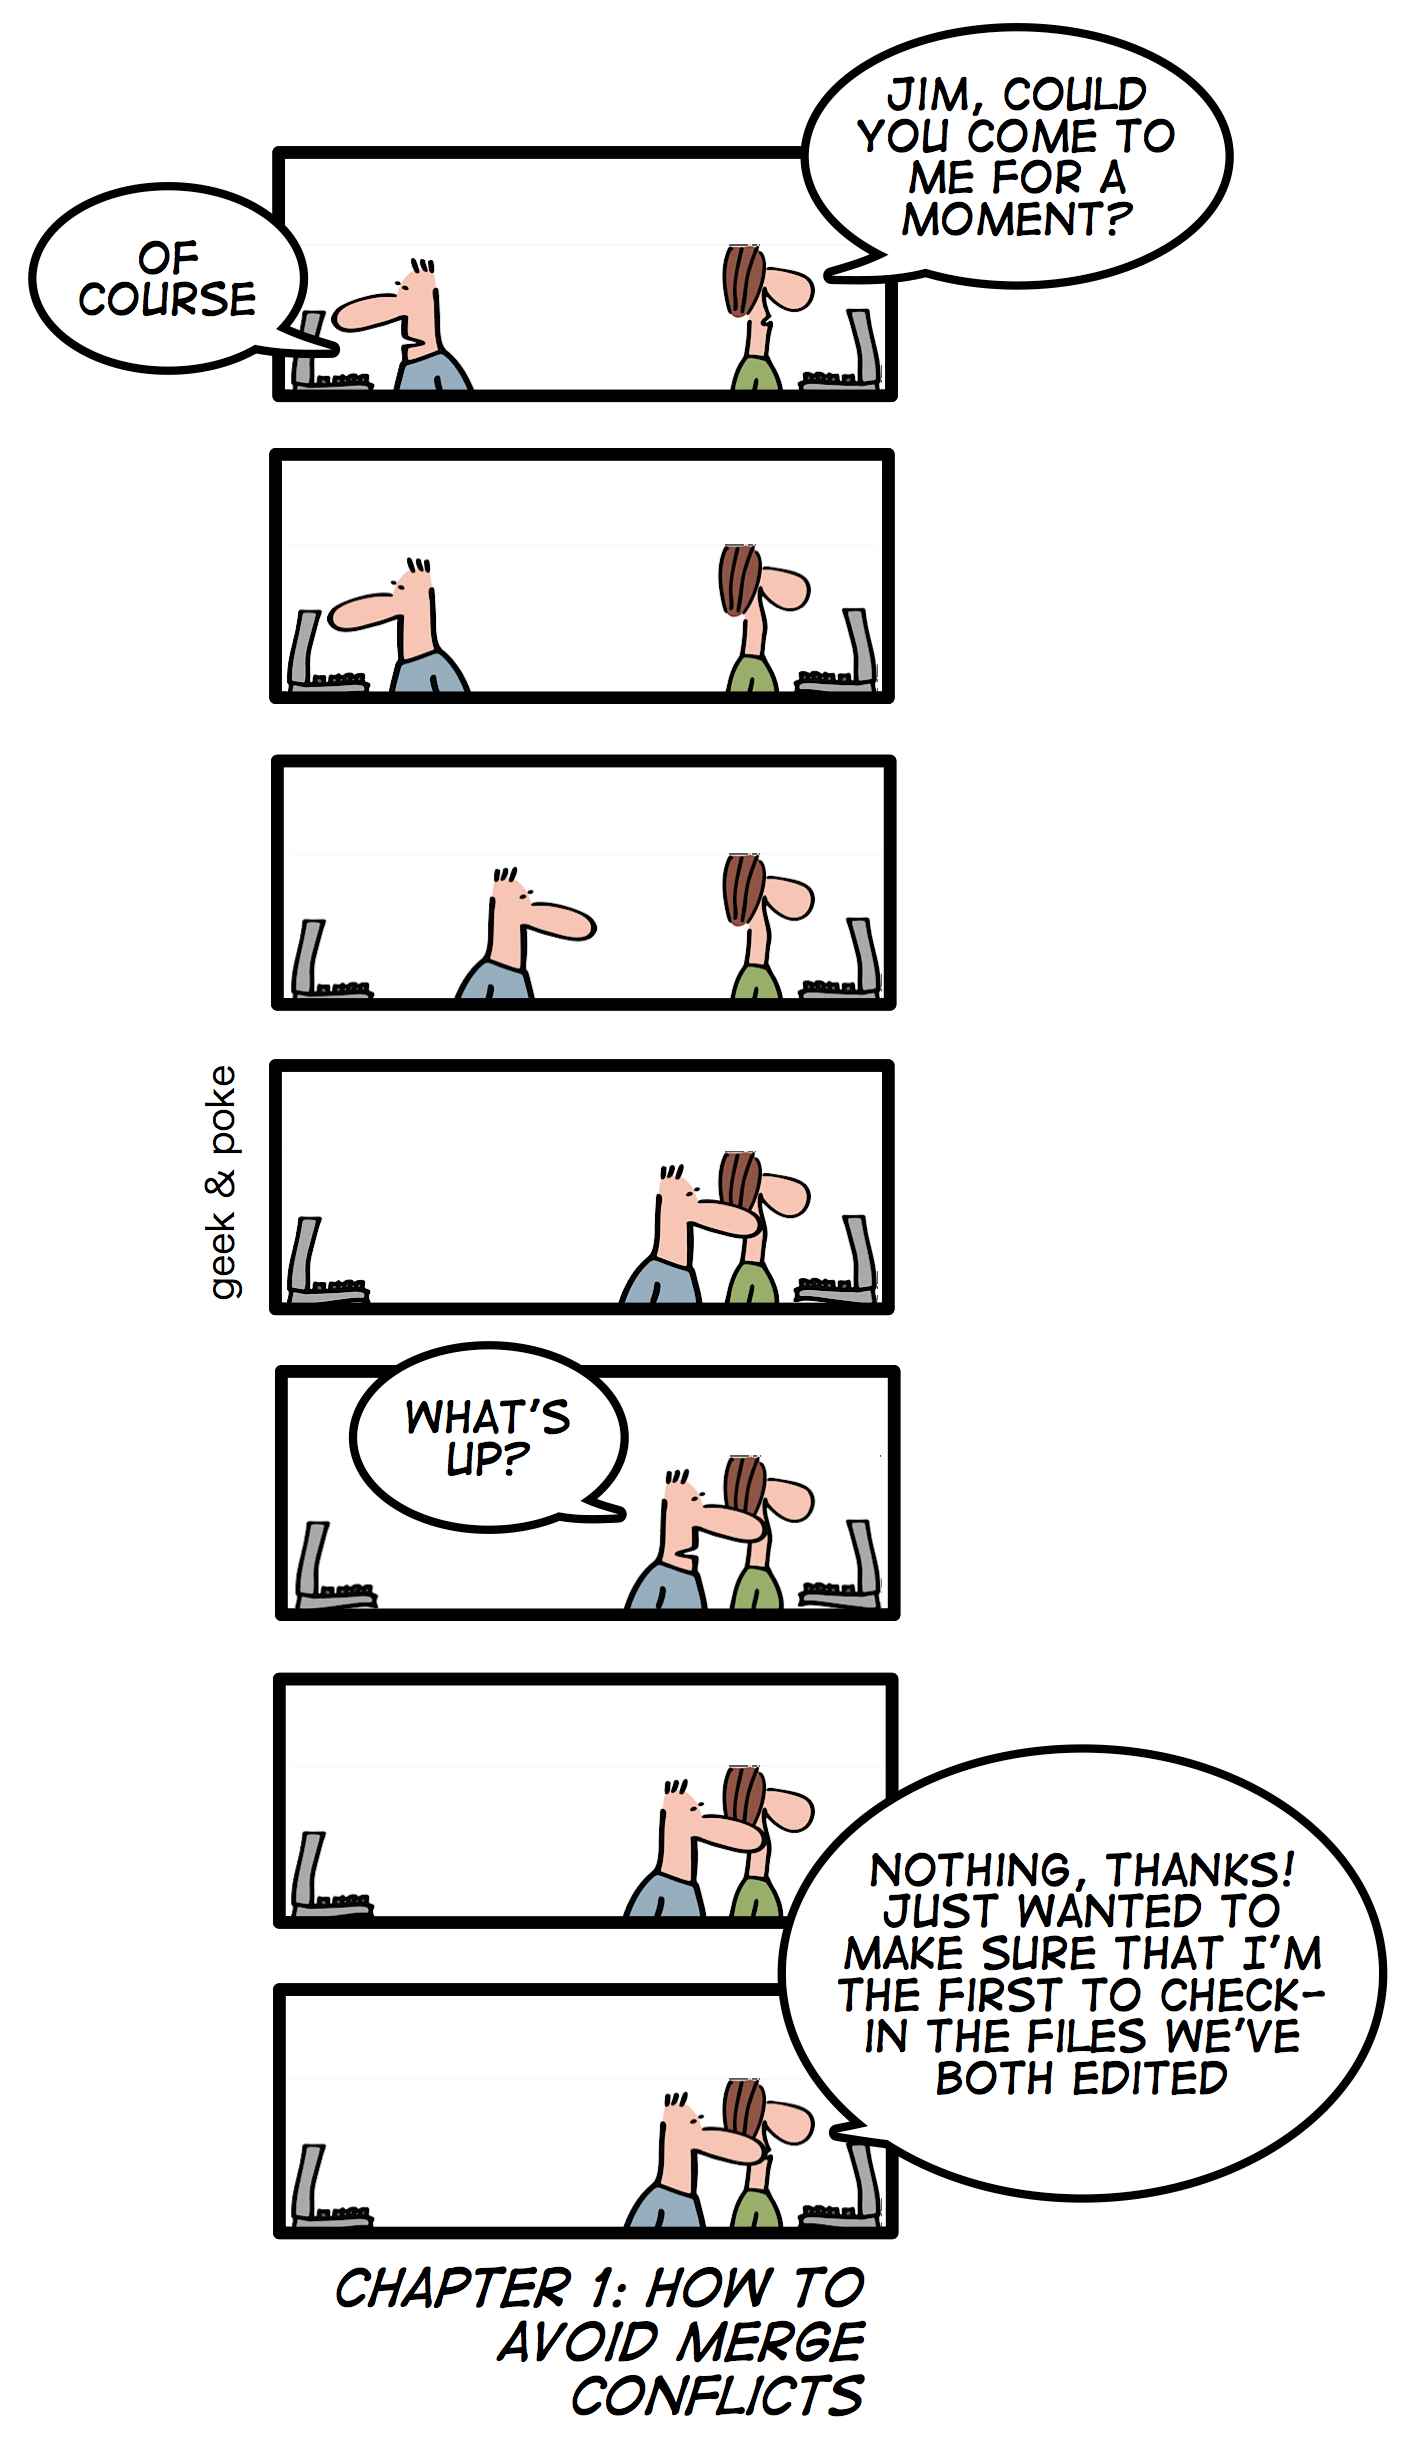 JIM, COULD
YOU COME TO
ME FOR A
MOMENT?
OF
COURSE
geek & poke
WHAT'S
UP?
NOTHING, THANKS!
JUST WANTED TO
MAKE SURE THAT I'M
THE FIRST TO CHECK-
IN THE FILES WE'VE
BOTH EDITED
CHAPTER 1: HOW TO
AVOID MERGE
CONFLICTS